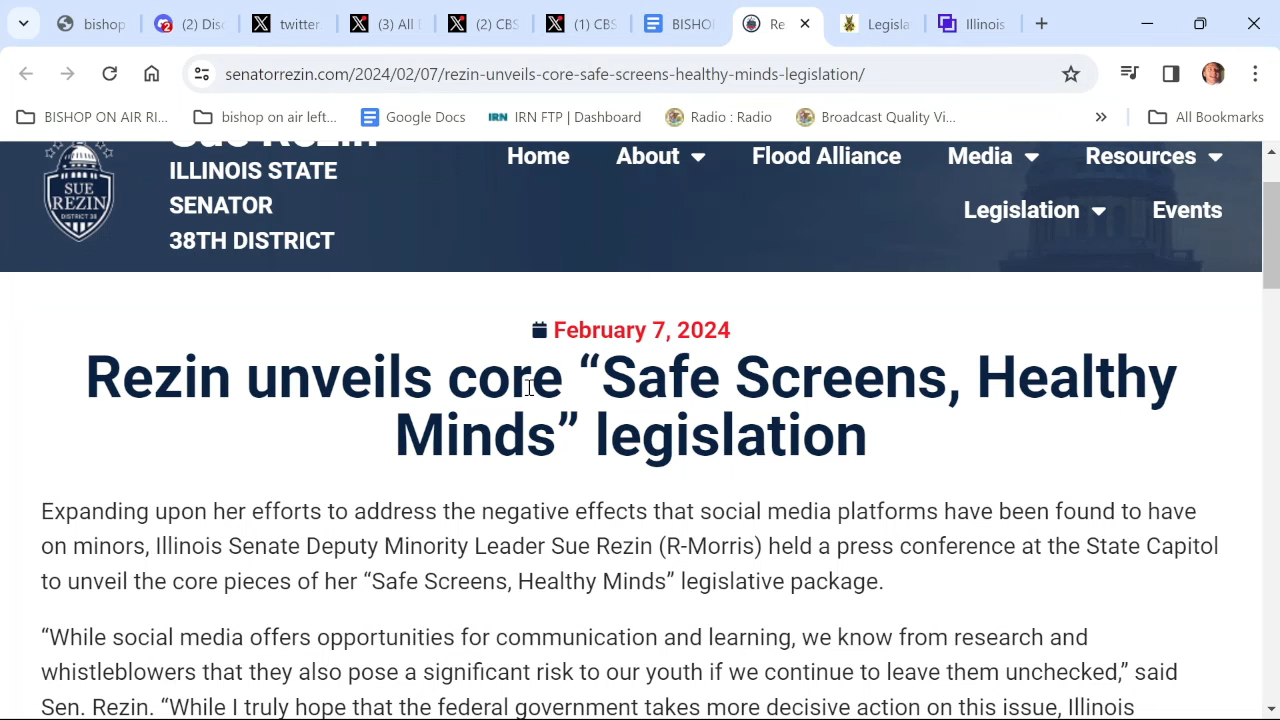 bishop
(2) Dis
twitter
(3) All
(2) CBS
(1) CBS
BISHO
Re
Legisla
Illinois
senatorrezin.com/2024/02/07/rezin-unveils-core-safe-screens-healthy-minds-legislation/
BISHOP ON AIR RI...
bishop on air left...
Google Docs
IRN FTP | Dashboard
Radio : Radio
Broadcast Quality Vi...
All Bookmarks
Sue Rezin
ILLINOIS STATE
SENATOR
38TH DISTRICT
SUE
REZIN
DISTRICT 38
Home
About
Flood Alliance
Media
Resources
Legislation
Events
February 7, 2024
Rezin unveils core “Safe Screens, Healthy
Minds” legislation
Expanding upon her efforts to address the negative effects that social media platforms have been found to have
on minors, Illinois Senate Deputy Minority Leader Sue Rezin (R-Morris) held a press conference at the State Capitol
to unveil the core pieces of her “Safe Screens, Healthy Minds” legislative package.
“While social media offers opportunities for communication and learning, we know from research and
whistleblowers that they also pose a significant risk to our youth if we continue to leave them unchecked,” said
Sen. Rezin. “While I truly hope that the federal government takes more decisive action on this issue, Illinois